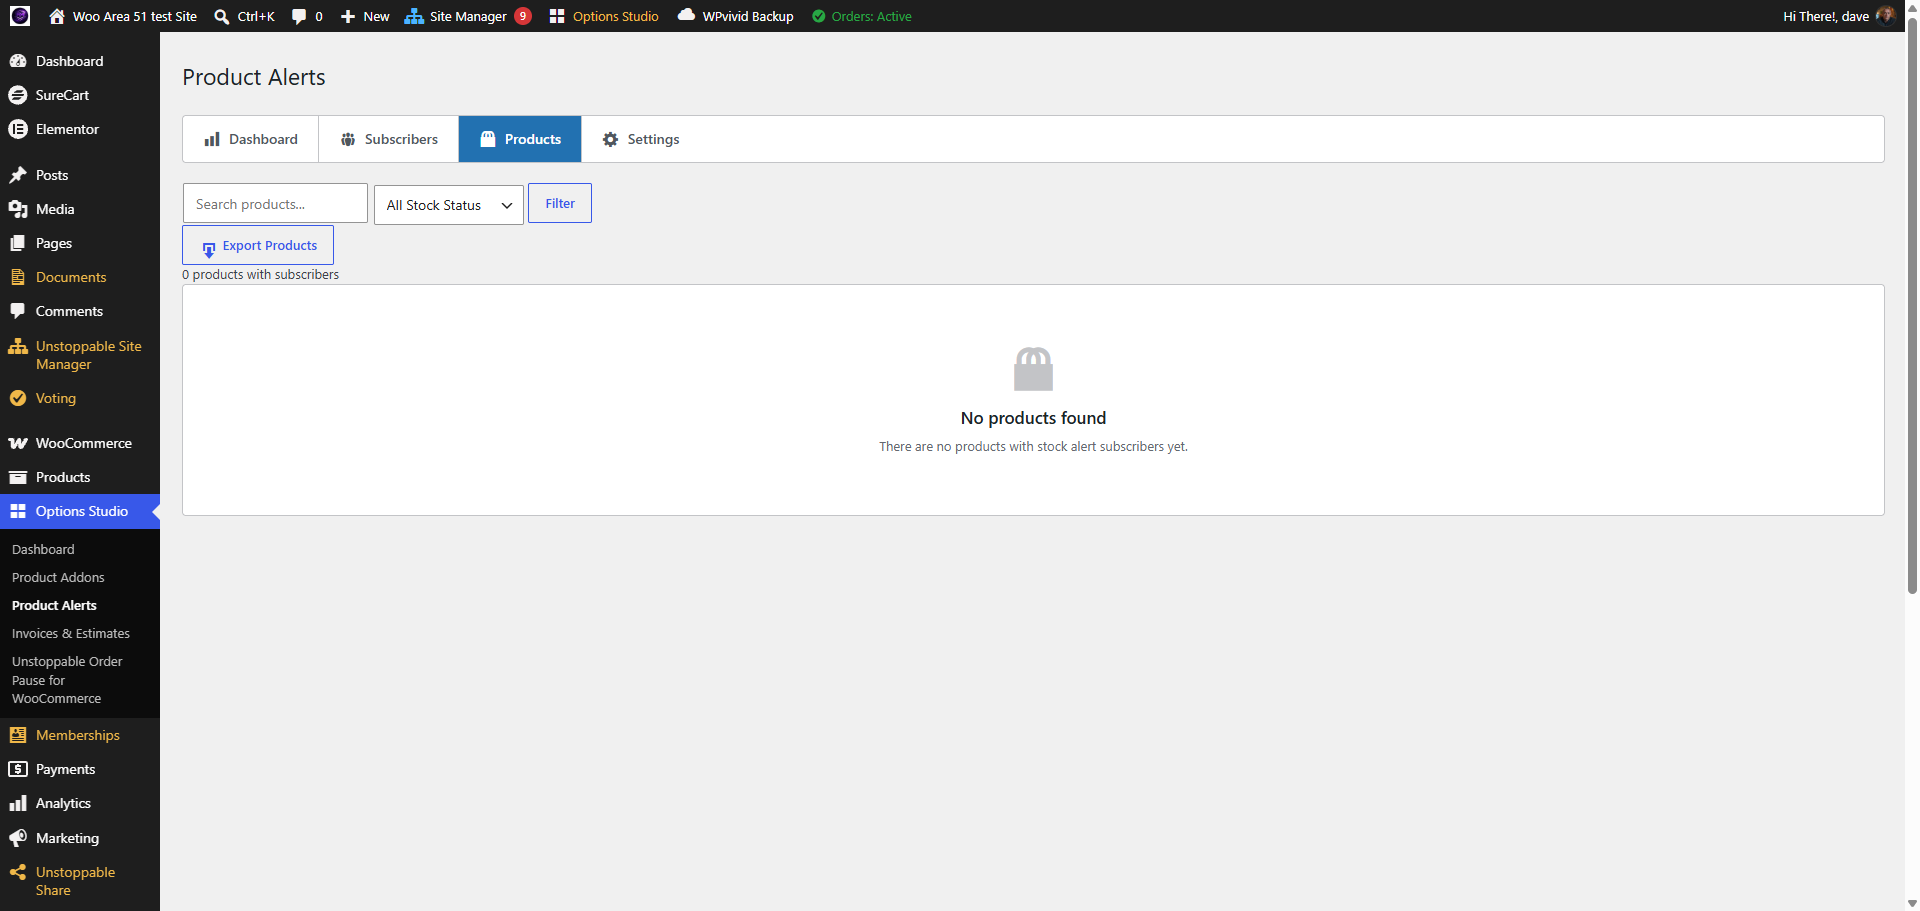 Woo Area 51 test Site
Ctrl+K
0
New
Site Manager 9
Options Studio
WPvivid Backup
Orders: Active
Hi There!, dave
Dashboard
SureCart
Elementor
Posts
Media
Pages
Documents
Comments
Unstoppable Site
Manager
Voting
WooCommerce
Products
Options Studio
Dashboard
Product Addons
Product Alerts
Invoices & Estimates
Unstoppable Order
Pause for
WooCommerce
Memberships
Payments
Analytics
Marketing
Unstoppable
Share
Product Alerts
Dashboard
Subscribers
Products
Settings
Search products...
All Stock Status
Filter
Export Products
0 products with subscribers
No products found
There are no products with stock alert subscribers yet.